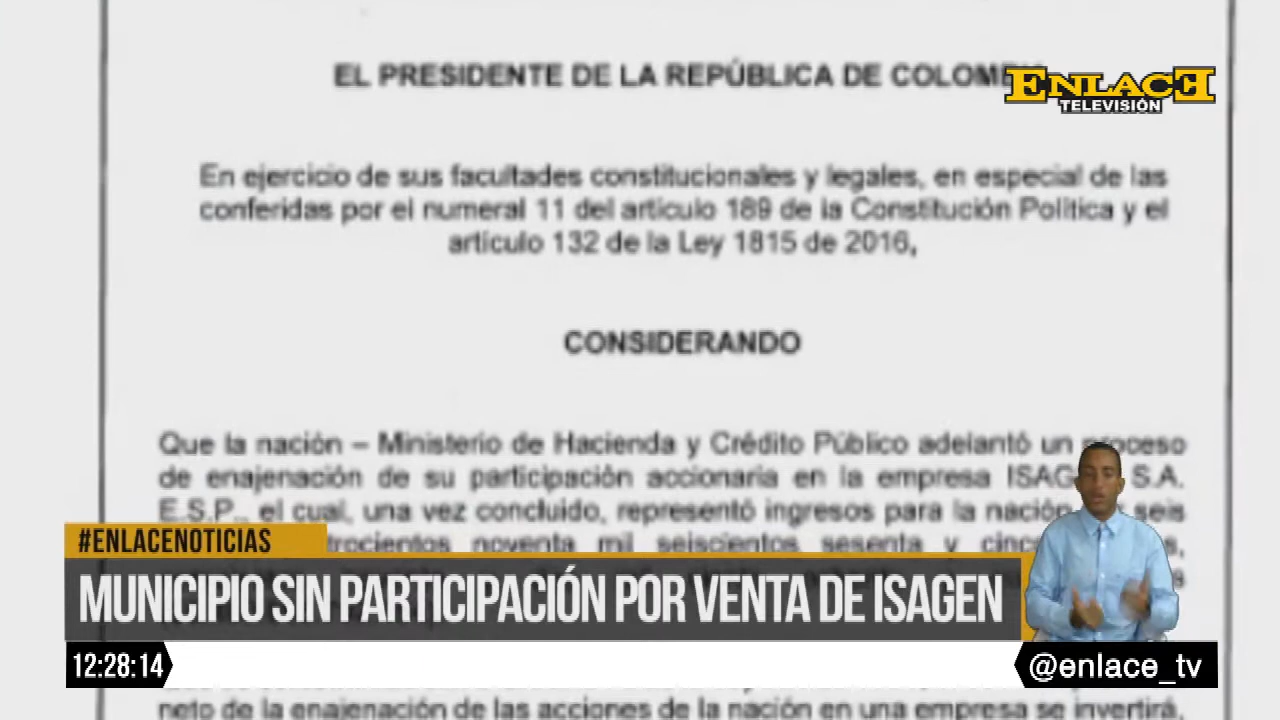 EL PRESIDENTE DE LA REPÚBLICA DE
ENLACE
TELEVISIÓN
En ejercicio de sus facultades constitucionales y legales, en especial de las
conferidas por el numeral 11 del artículo 189 de la Constitución Política y el
artículo 132 de la Ley 1815 de 2016,
CONSIDERANDO
Que la nación – Ministerio de Hacienda y Crédito Público adelantó un
de enajenación de su participación accionaria en la empresa S.A.
E.S.P., el cual, una vez concluido, representó ingresos para la nación seis
#ENLACENOTICIAS
noventa mil seiscientos sesenta y
MUNICIPIO SIN PARTICIPACIÓN POR VENTA DE ISAGEN
12:28:14
@enlace_tv
neto de la enajenación de las acciones de la nación en una empresa se invertirá,